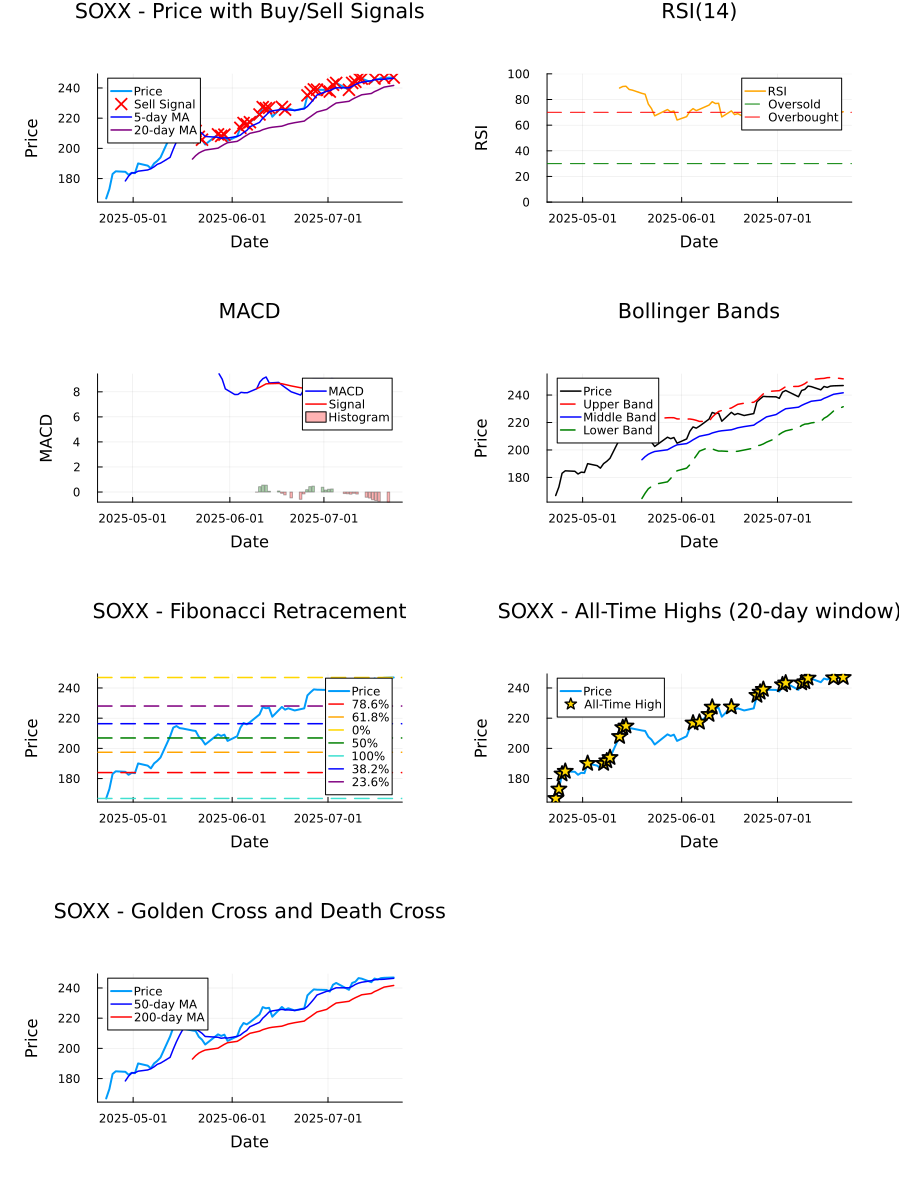 SOXX - Price with Buy/Sell Signals
240
220
200
180
Price
Price
Sell Signal
5-day MA
20-day MA
2025-05-01
2025-06-01
2025-07-01
Date
RSI(14)
100
80
60
40
20
0
RSI
RSI
Oversold
Overbought
2025-05-01
2025-06-01
2025-07-01
Date
MACD
8
6
4
2
0
MACD
MACD
Signal
Histogram
2025-05-01
2025-06-01
2025-07-01
Date
Bollinger Bands
240
220
200
180
Price
Price
Upper Band
Middle Band
Lower Band
2025-05-01
2025-06-01
2025-07-01
Date
SOXX - Fibonacci Retracement
240
220
200
180
Price
Price
78.6%
61.8%
0%
50%
100%
38.2%
23.6%
2025-05-01
2025-06-01
2025-07-01
Date
SOXX - All-Time Highs (20-day window)
240
220
200
180
Price
Price
All-Time High
2025-05-01
2025-06-01
2025-07-01
Date
SOXX - Golden Cross and Death Cross
240
220
200
180
Price
Price
50-day MA
200-day MA
2025-05-01
2025-06-01
2025-07-01
Date